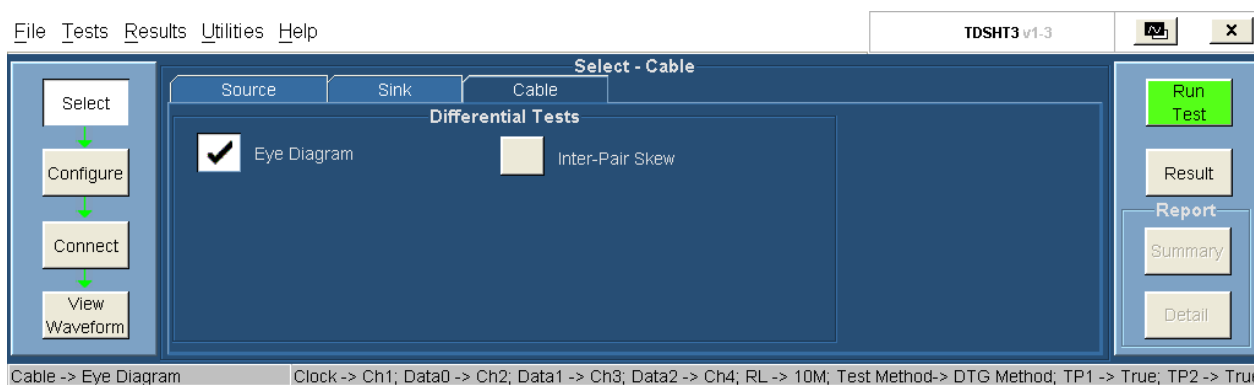 File Tests Results Utilities Help
TDSHT3 v1-3
Select - Cable
Select
Configure
Connect
View
Waveform
Source Sink Cable
Differential Tests
Eye Diagram
Inter-Pair Skew
Run
Test
Result
Report
Summary
Detail
Cable -> Eye Diagram
Clock -> Ch1; Data0 -> Ch2; Data1 -> Ch3; Data2 -> Ch4; RL -> 10M; Test Method-> DTG Method; TP1 -> True; TP2 -> Tru